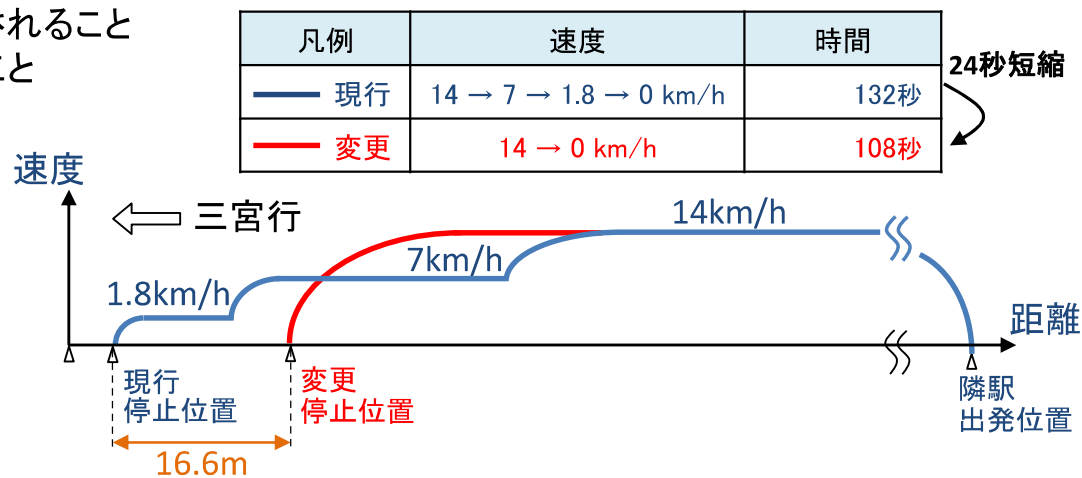 されること
こと
凡例 速度 時間
現行 14 → 7 → 1.8 → 0 km/h 132秒
変更 14 → 0 km/h 108秒
24秒短縮
速度
三宮行
14km/h
7km/h
1.8km/h
距離
現行
停止位置
変更
停止位置
隣駅
出発位置
16.6m